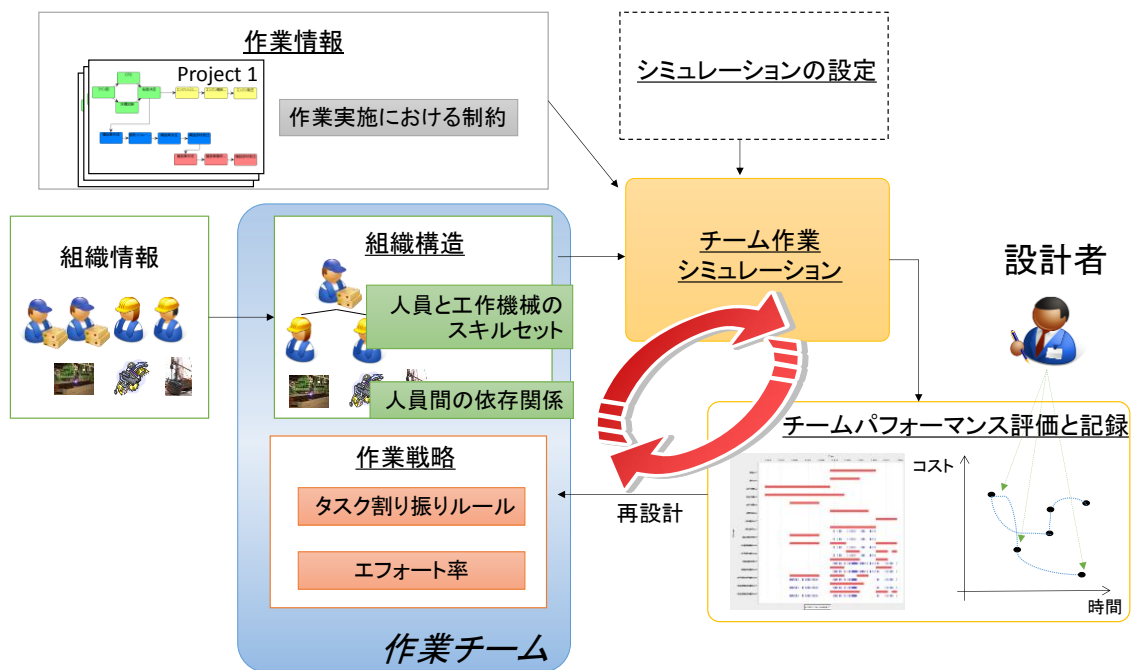 作業情報
Project 1
作業実施における制約
シミュレーションの設定
組織情報
組織構造
人員と工作機械の
スキルセット
人員間の依存関係
作業戦略
タスク割り振りルール
エフォート率
作業チーム
チーム作業
シミュレーション
設計者
チームパフォーマンス評価と記録
コスト
時間
再設計